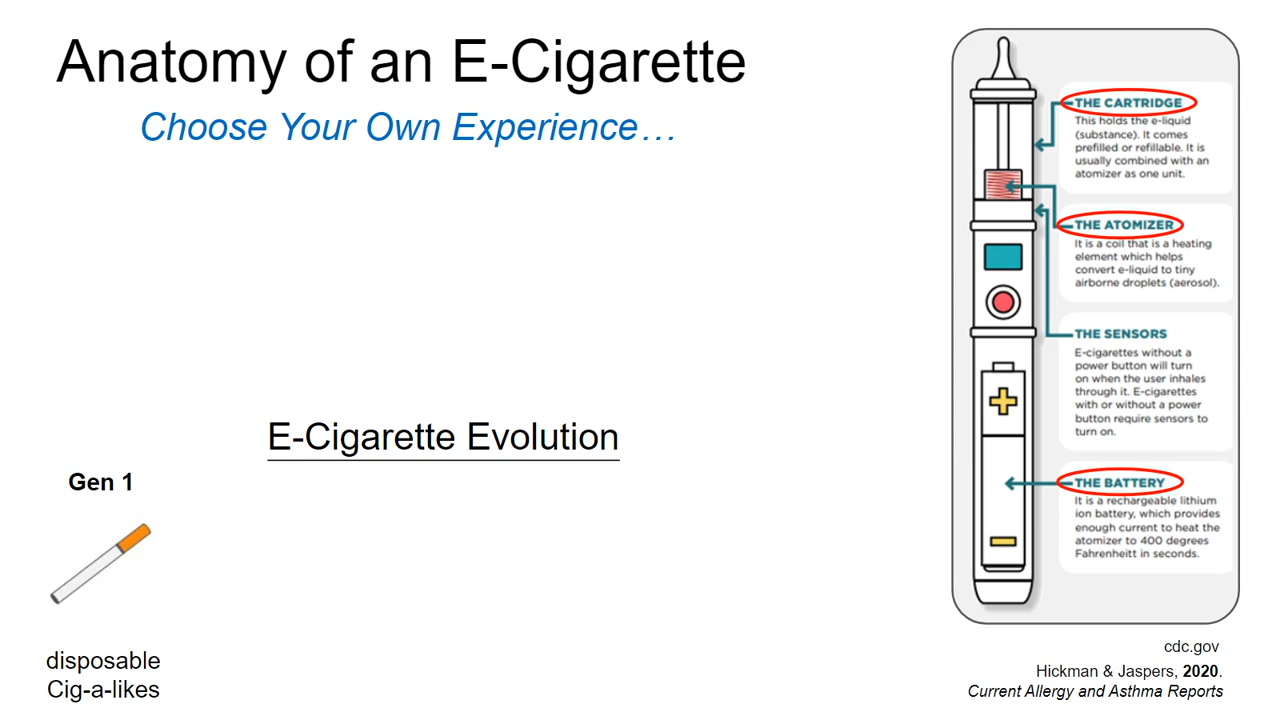 Anatomy of an E-Cigarette
Choose Your Own Experience…
E-Cigarette Evolution
Gen 1
disposable
Cig-a-likes
THE CARTRIDGE
This holds the e-liquid
(substance). It comes
prefilled or refillable. It is
usually combined with an
atomizer as one unit.
THE ATOMIZER
It is a coil that is a heating
element which helps
convert e-liquid to tiny
airborne droplets (aerosol).
THE SENSORS
E-cigarettes without a
power button will turn
on when the user inhales
through it. E-cigarettes
with or without a power
button require sensors to
turn on.
THE BATTERY
It is a rechargeable lithium
ion battery, which provides
enough current to heat the
atomizer to 400 degrees
Fahrenheitt in seconds.
cdc.gov
Hickman & Jaspers, 2020.
Current Allergy and Asthma Reports